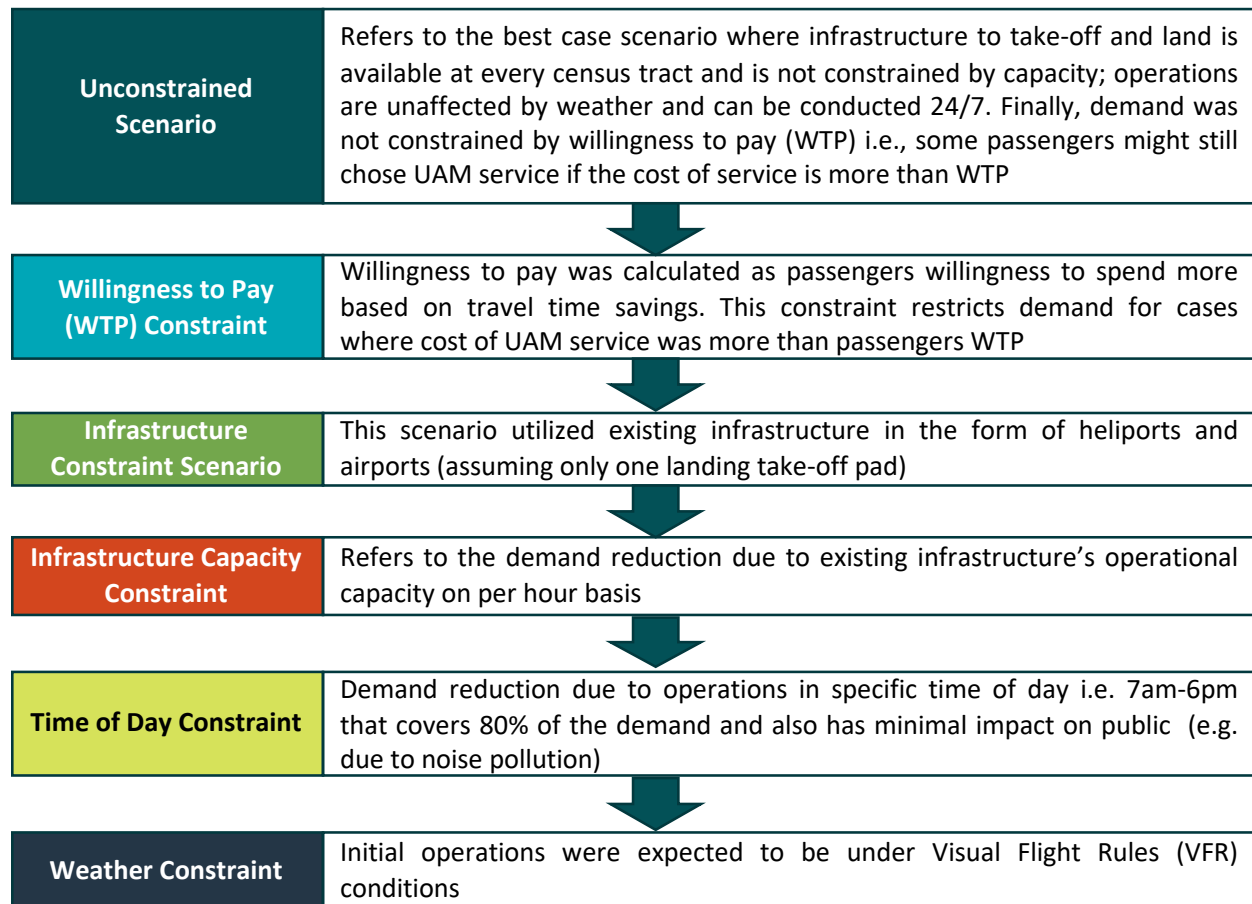 Unconstrained
Scenario
Refers to the best case scenario where infrastructure to take-off and land is
available at every census tract and is not constrained by capacity; operations
are unaffected by weather and can be conducted 24/7. Finally, demand was
not constrained by willingness to pay (WTP) i.e., some passengers might still
chose UAM service if the cost of service is more than WTP
Willingness to Pay
(WTP) Constraint
Willingness to pay was calculated as passengers willingness to spend more
based on travel time savings. This constraint restricts demand for cases
where cost of UAM service was more than passengers WTP
Infrastructure
Constraint Scenario
This scenario utilized existing infrastructure in the form of heliports and
airports (assuming only one landing take-off pad)
Infrastructure Capacity
Constraint
Refers to the demand reduction due to existing infrastructure’s operational
capacity on per hour basis
Time of Day Constraint
Demand reduction due to operations in specific time of day i.e. 7am-6pm
that covers 80% of the demand and also has minimal impact on public (e.g.
due to noise pollution)
Weather Constraint
Initial operations were expected to be under Visual Flight Rules (VFR)
conditions